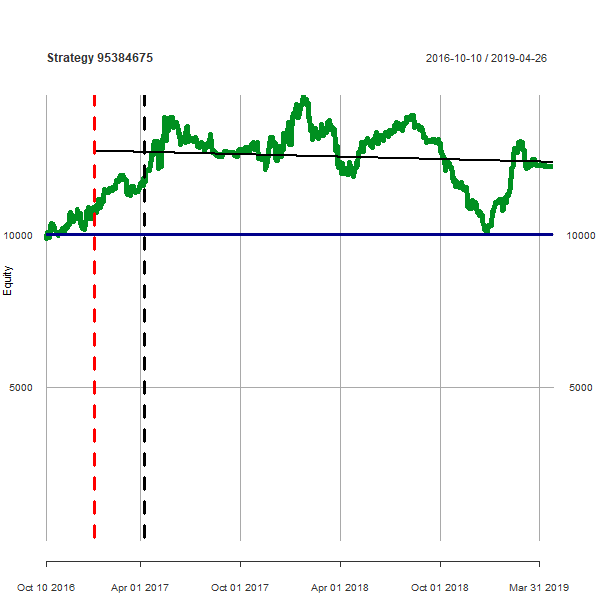 Strategy 95384675
2016-10-10 / 2019-04-26
10000
10000
Equity
5000
5000
Oct 10 2016
Apr 01 2017
Oct 01 2017
Apr 01 2018
Oct 01 2018
Mar 31 2019